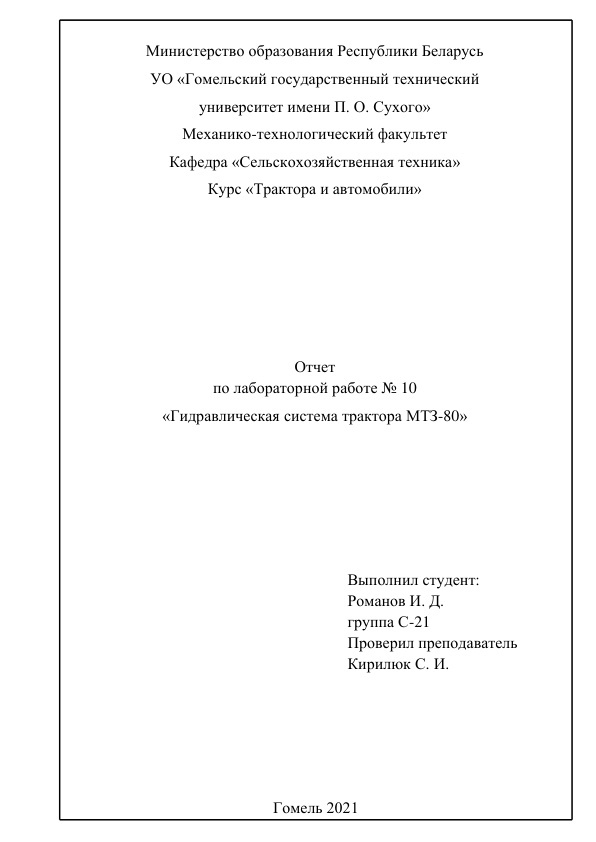 Министерство образования Республики Беларусь
УО «Гомельский государственный технический
университет имени П. О. Сухого»
Механико-технологический факультет
Кафедра «Сельскохозяйственная техника»
Курс «Трактора и автомобили»
Отчет
по лабораторной работе № 10
«Гидравлическая система трактора МТЗ-80»
Выполнил студент:
Романов И. Д.
группа С-21
Проверил преподаватель
Кирилюк С. И.
Гомель 2021